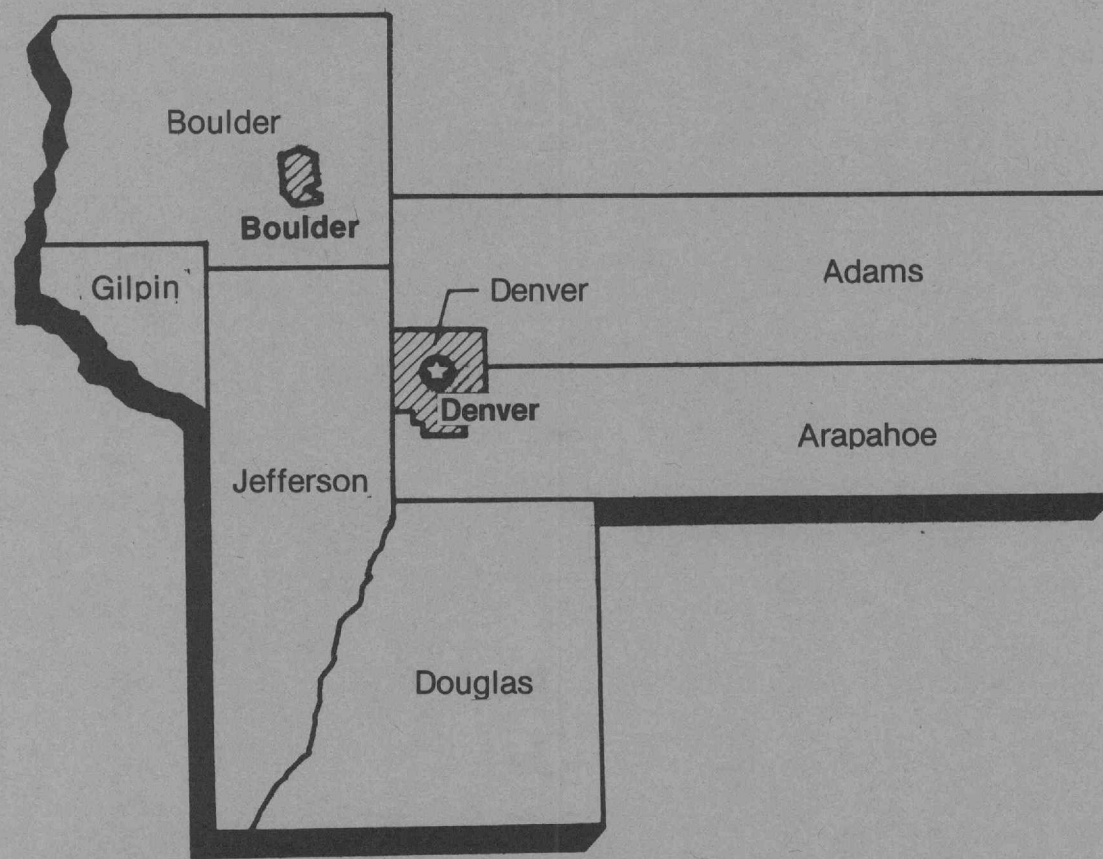 Boulder
Boulder
Gilpin
Adams
Denver
Denver
Arapahoe
Jefferson
Douglas